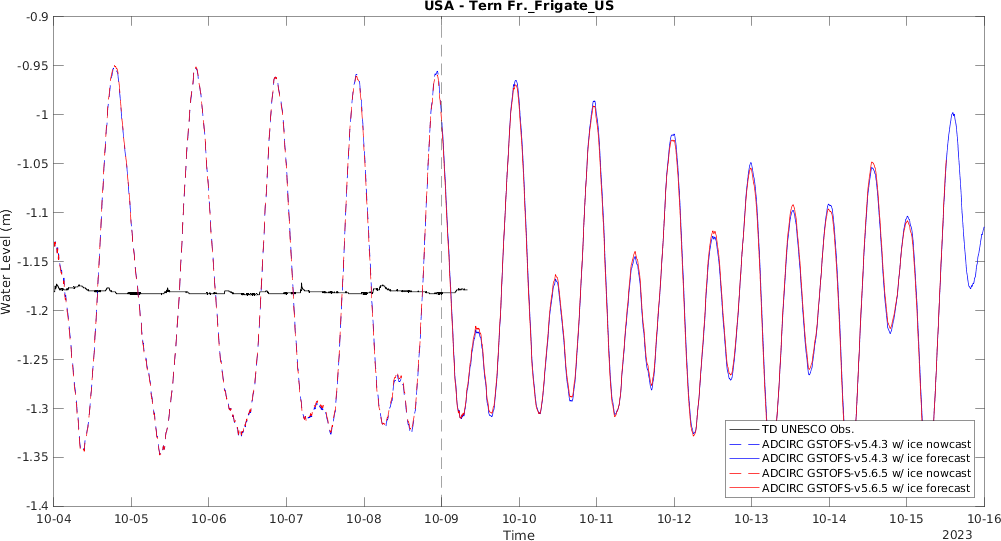 USA - Tern Fr._Frigate_US
-0.9
-0.95
-1
-1.05
-1.1
-1.15
-1.2
-1.25
-1.3
-1.35
-1.4
Water Level (m)
TD UNESCO Obs.
ADCIRC GSTOFS-v5.4.3 w/ ice nowcast
ADCIRC GSTOFS-v5.4.3 w/ ice forecast
ADCIRC GSTOFS-v5.6.5 w/ ice nowcast
ADCIRC GSTOFS-v5.6.5 w/ ice forecast
10-04 10-05 10-06 10-07 10-08 10-09 10-10 10-11 10-12 10-13 10-14 10-15 10-16
Time
2023